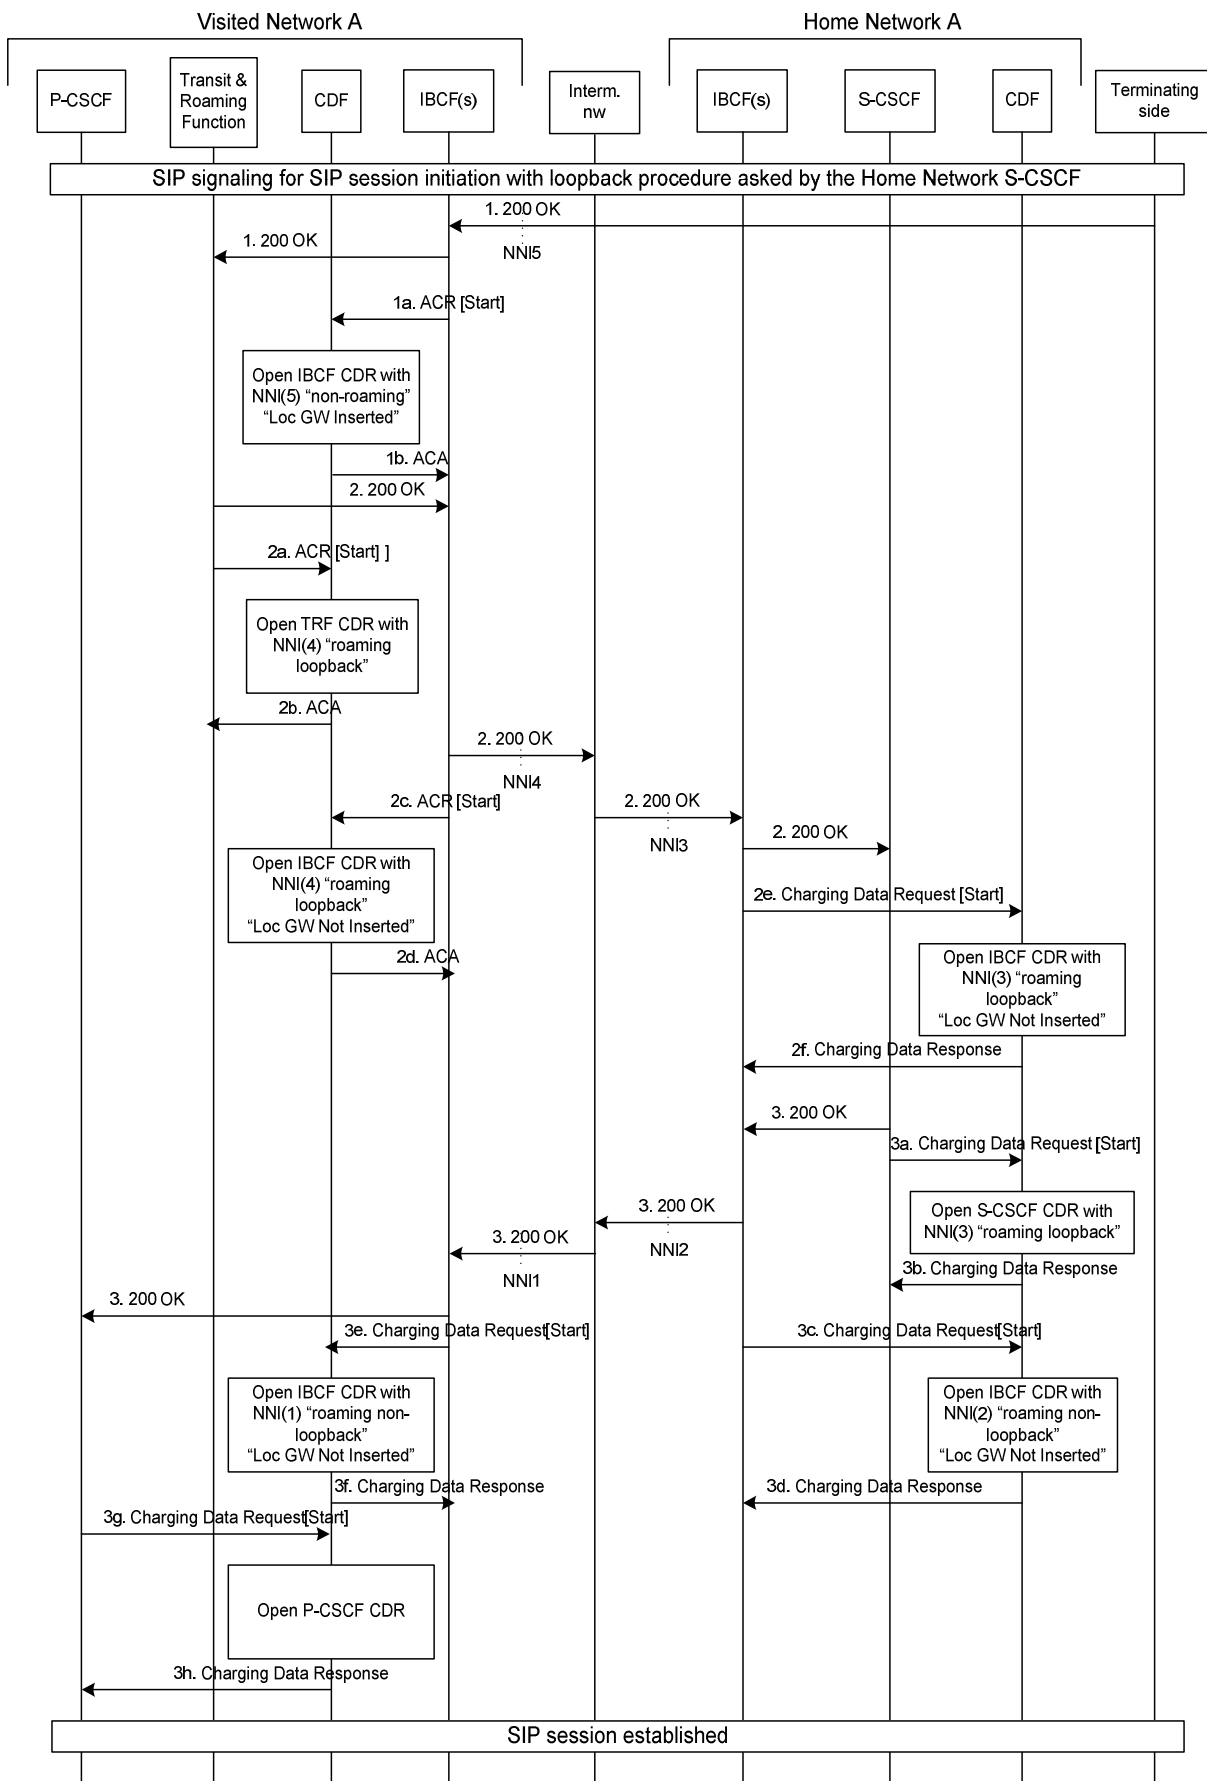 Visited Network A
Home Network A
P-CSCF
Transit &
Roaming
Function
CDF
IBCF(s)
Interm.
nw
IBCF(s)
S-CSCF
CDF
Terminating
side
SIP signaling for SIP session initiation with loopback procedure asked by the Home Network S-CSCF
1. 200 OK
1. 200 OK
NNI5
1a. ACR [Start]
Open IBCF CDR with
NNI(5) “non-roaming”
“Loc GW Inserted”
1b. ACA
2. 200 OK
2a. ACR [Start] ]
Open TRF CDR with
NNI(4) “roaming
loopback”
2b. ACA
2. 200 OK
NNI4
2c. ACR [Start]
2. 200 OK
NNI3
2. 200 OK
Open IBCF CDR with
NNI(4) “roaming
loopback”
“Loc GW Not Inserted”
2e. Charging Data Request [Start]
2d. ACA
Open IBCF CDR with
NNI(3) “roaming
loopback”
“Loc GW Not Inserted”
2f. Charging Data Response
3. 200 OK
3a. Charging Data Request [Start]
Open S-CSCF CDR with
NNI(3) “roaming loopback”
3. 200 OK
NNI2
3. 200 OK
NNI1
3b. Charging Data Response
3. 200 OK
3e. Charging Data Request[Start]
3c. Charging Data Request[Start]
Open IBCF CDR with
NNI(1) “roaming non-
loopback”
“Loc GW Not Inserted”
Open IBCF CDR with
NNI(2) “roaming non-
loopback”
“Loc GW Not Inserted”
3f. Charging Data Response
3d. Charging Data Response
3g. Charging Data Request[Start]
Open P-CSCF CDR
3h. Charging Data Response
SIP session established